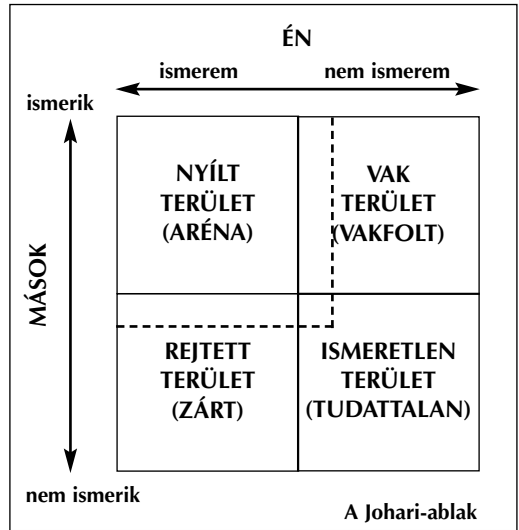 ÉN
ismerem nem ismerem
ismerik
MÁSOK
NYÍLT
TERÜLET
(ARÉNA)
VAK
TERÜLET
(VAKFOLT)
REJTETT
TERÜLET
(ZÁRT)
ISMERETLEN
TERÜLET
(TUDATTALAN)
nem ismerik
A Johari-ablak